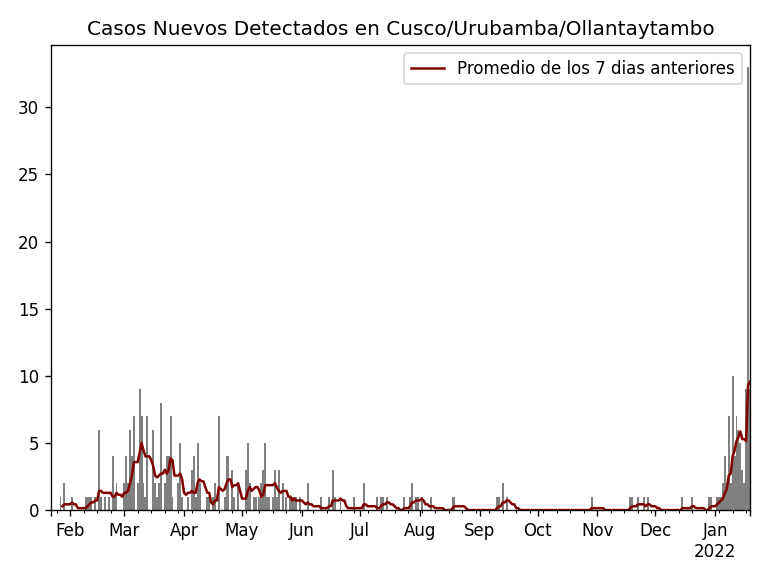 Casos Nuevos Detectados en Cusco/Urubamba/Ollantaytambo
Promedio de los 7 dias anteriores
30
25
20
15
10
5
0
Feb Mar Apr May Jun Jul Aug Sep Oct Nov Dec Jan
2022